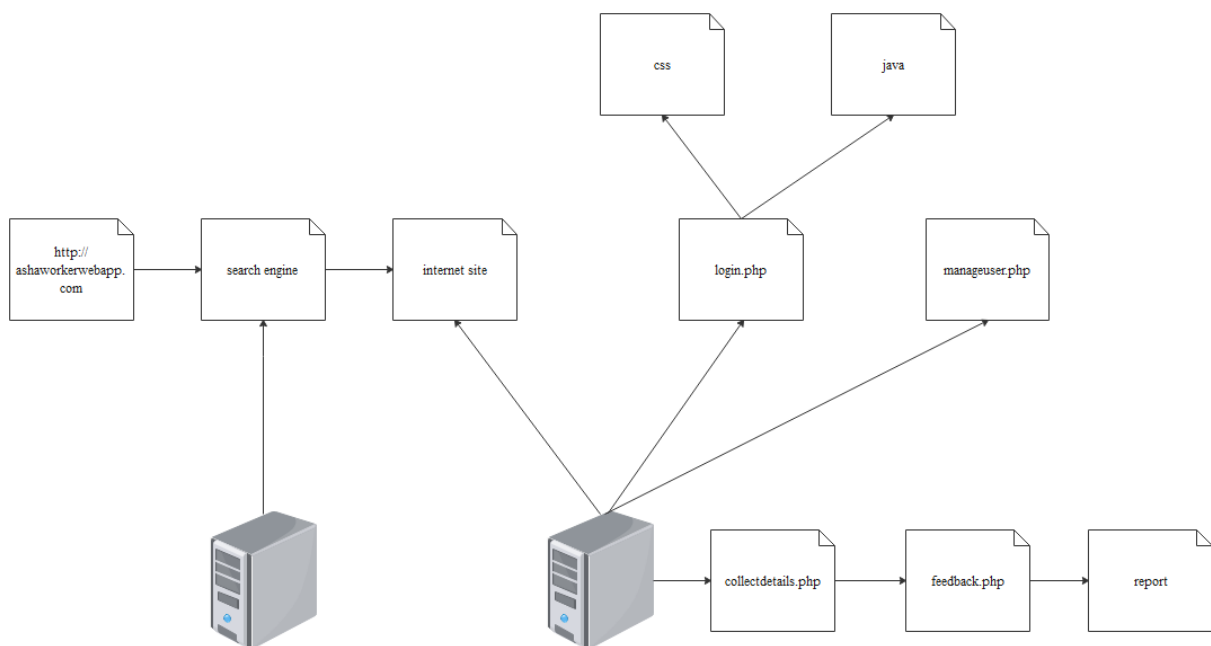 css
java
http://
ashaworkerwebapp.
com
search engine
internet site
login.php
manageuser.php
collectdetails.php
feedback.php
report